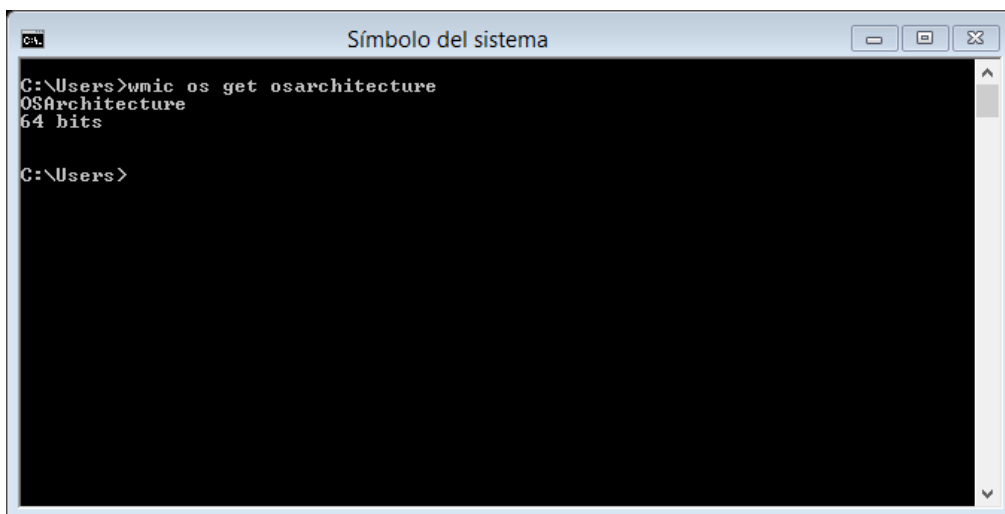 Símbolo del sistema
C:\Users>wmic os get osarchitecture
OSArchitecture
64 bits
C:\Users>